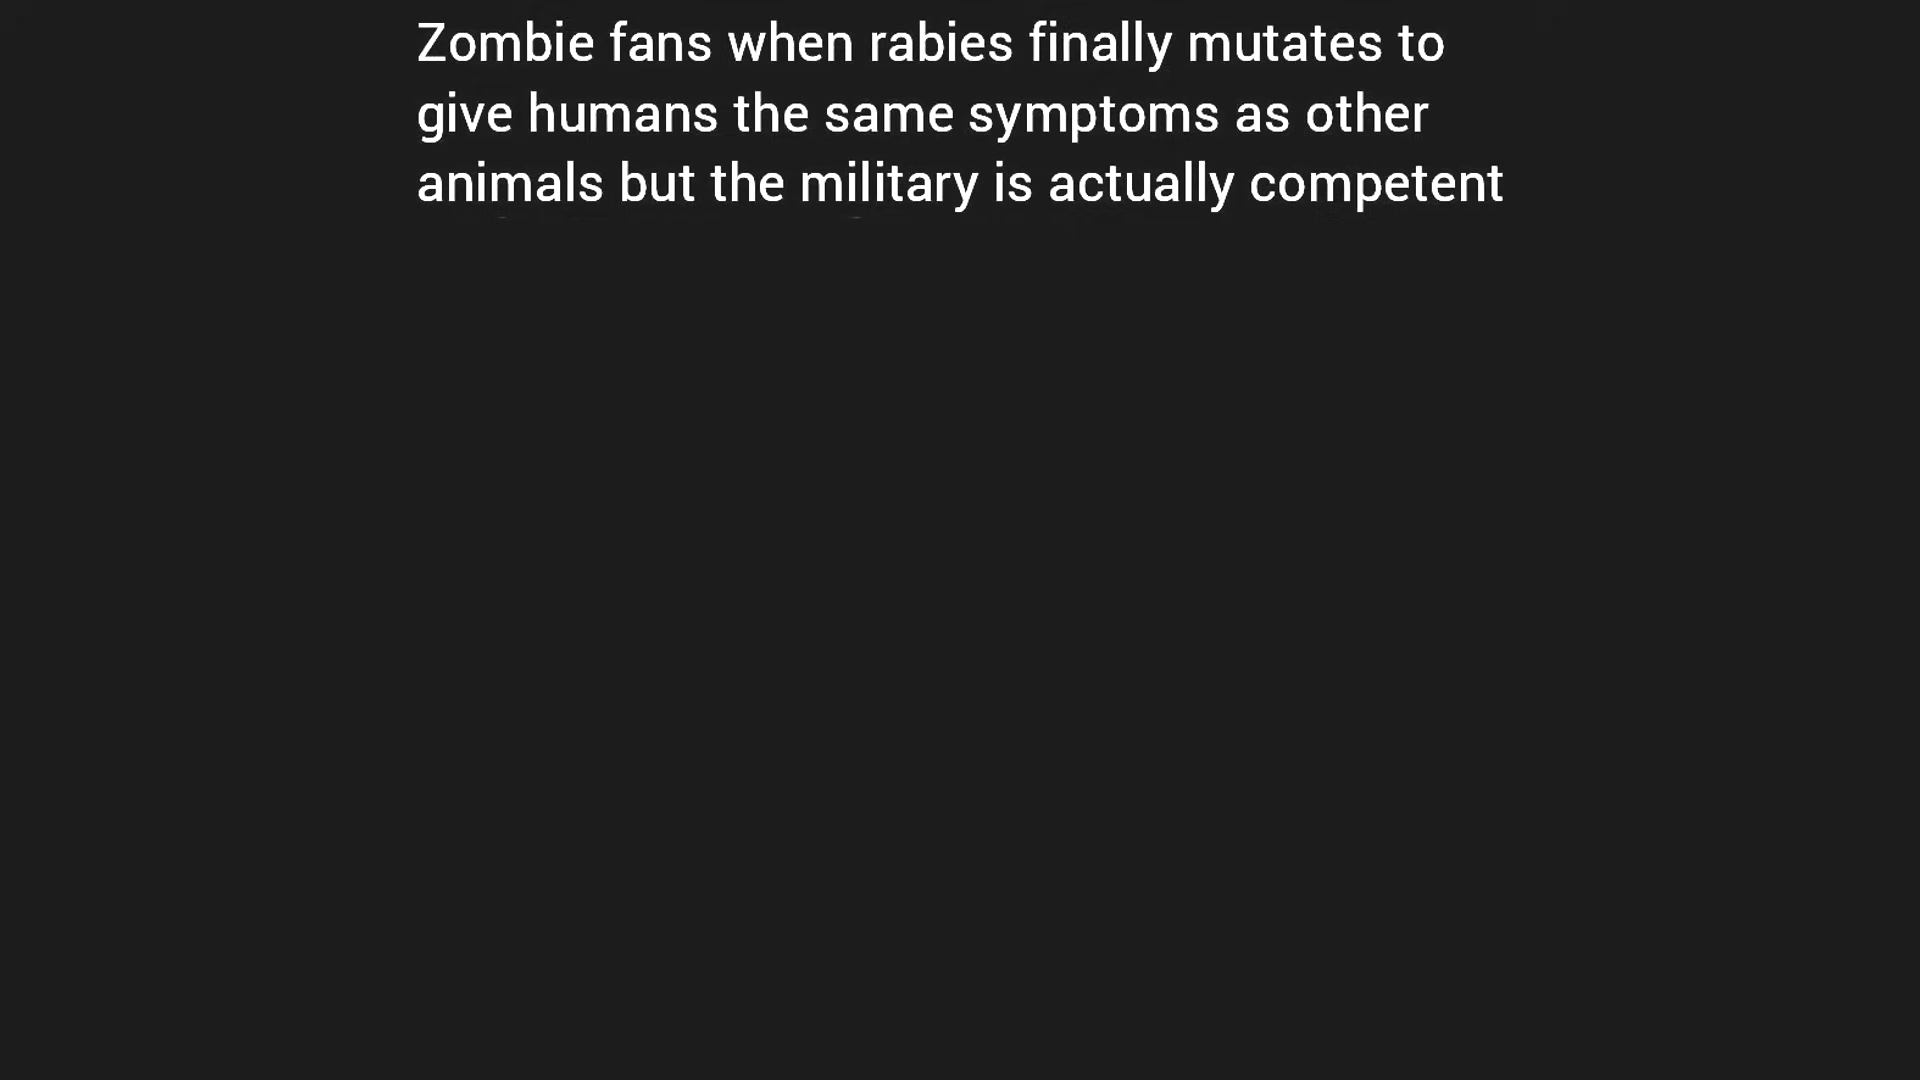 Zombie fans when rabies finally mutates to
give humans the same symptoms as other
animals but the military is actually competent